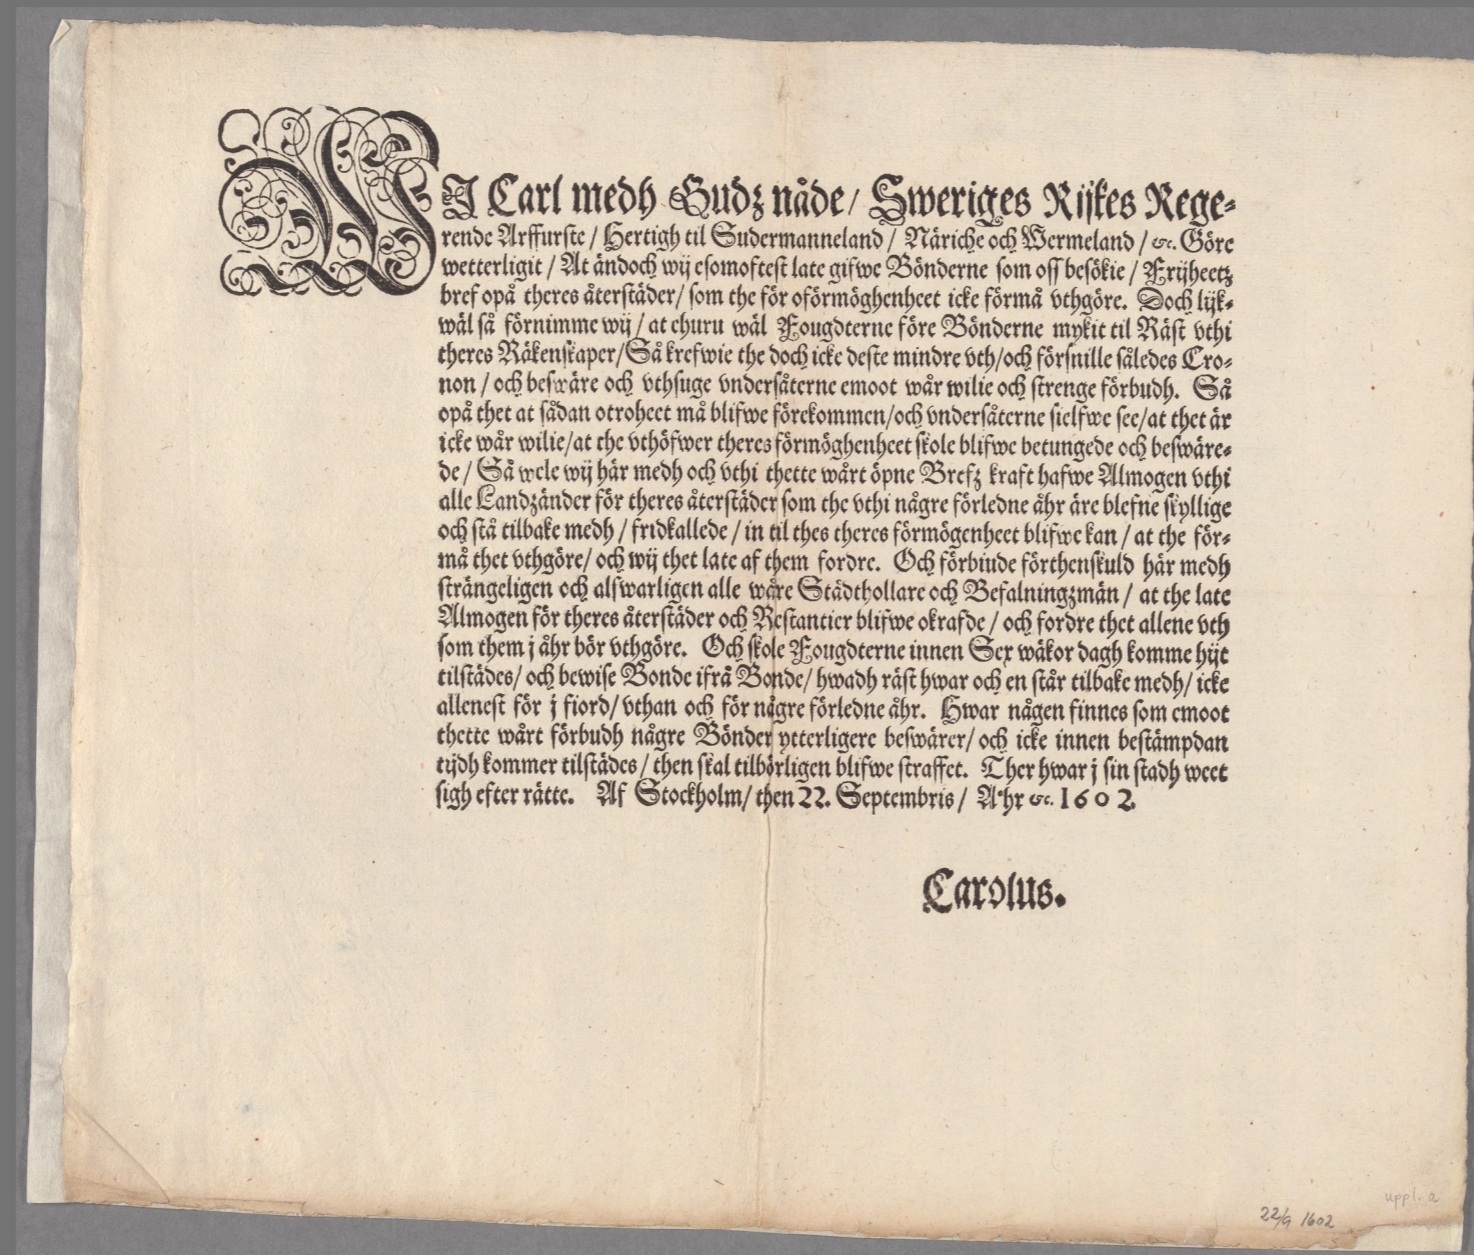 WJ Carl medh Gudz nåde / Sweriges Rijkes Rege-
rende Arffurste / Hertigh til Sudermanneland / Näriche och Wermeland / &c. Göre
wetterligit / At ändoch wij esomoftest late gifwe Bönderne som oss besökie / Frijheetz
bref opå theres återstäder / som the för oförmöghenheet icke förmå vthgöre. Doch lijk-
wäl så förnimme wij / at ehuru wäl Fougdterne före Bönderne mykit til Räst vthi
theres Räkenskaper / Så krefwie the doch icke deste mindre vth / och försnille således Cro-
non / och beswäre och vthsuge vndersåterne emoot wår wilie och strenge förbudh. Så
opå thet at sådan otroheet må blifwe förekommen / och vndersåterne sielfwe see / at thet är
icke wår wilie / at the vthöfwer theres förmöghenheet skole blifwe betungede och beswäre-
de / Så wele wij här medh och vthi thette wårt öpne Brefz kraft hafwe Almogen vthi
alle Landzänder för theres återstäder som the vthi någre förledne åhr äre blefne skyllige
och stå tilbake medh / fridkallede / in til thes theres förmögenheet blifwe kan / at the för-
må thet vthgöre / och wij thet late af them fordre. Och förbiude förthenskuld här medh
strängeligen och alswarligen alle wåre Städthollare och Befalningzmän / at the late
Almogen för theres återstäder och Restantier blifwe okrafde / och fordre thet allene vth
som them j åhr bör vthgöre. Och skole Fougdterne innen Sex wäkor dagh komme hijt
tilstädes / och bewise Bonde ifrå Bonde / hwadh räst hwar och en står tilbake medh / icke
allenest för j fiord / vthan och för någre förledne åhr. Hwar någen finnes som emoot
thette wårt förbudh någre Bönder ytterligere beswärer / och icke innen bestämpdan
tijdh kommer tilstädes / then skal tilbörligen blifwe straffet. Ther hwar j sin stadh weet
sigh efter rätte. Af Stockholm / then 22. Septembris / Åhr &c. 1602.
Carolus.
uppl. a
22/9 1602